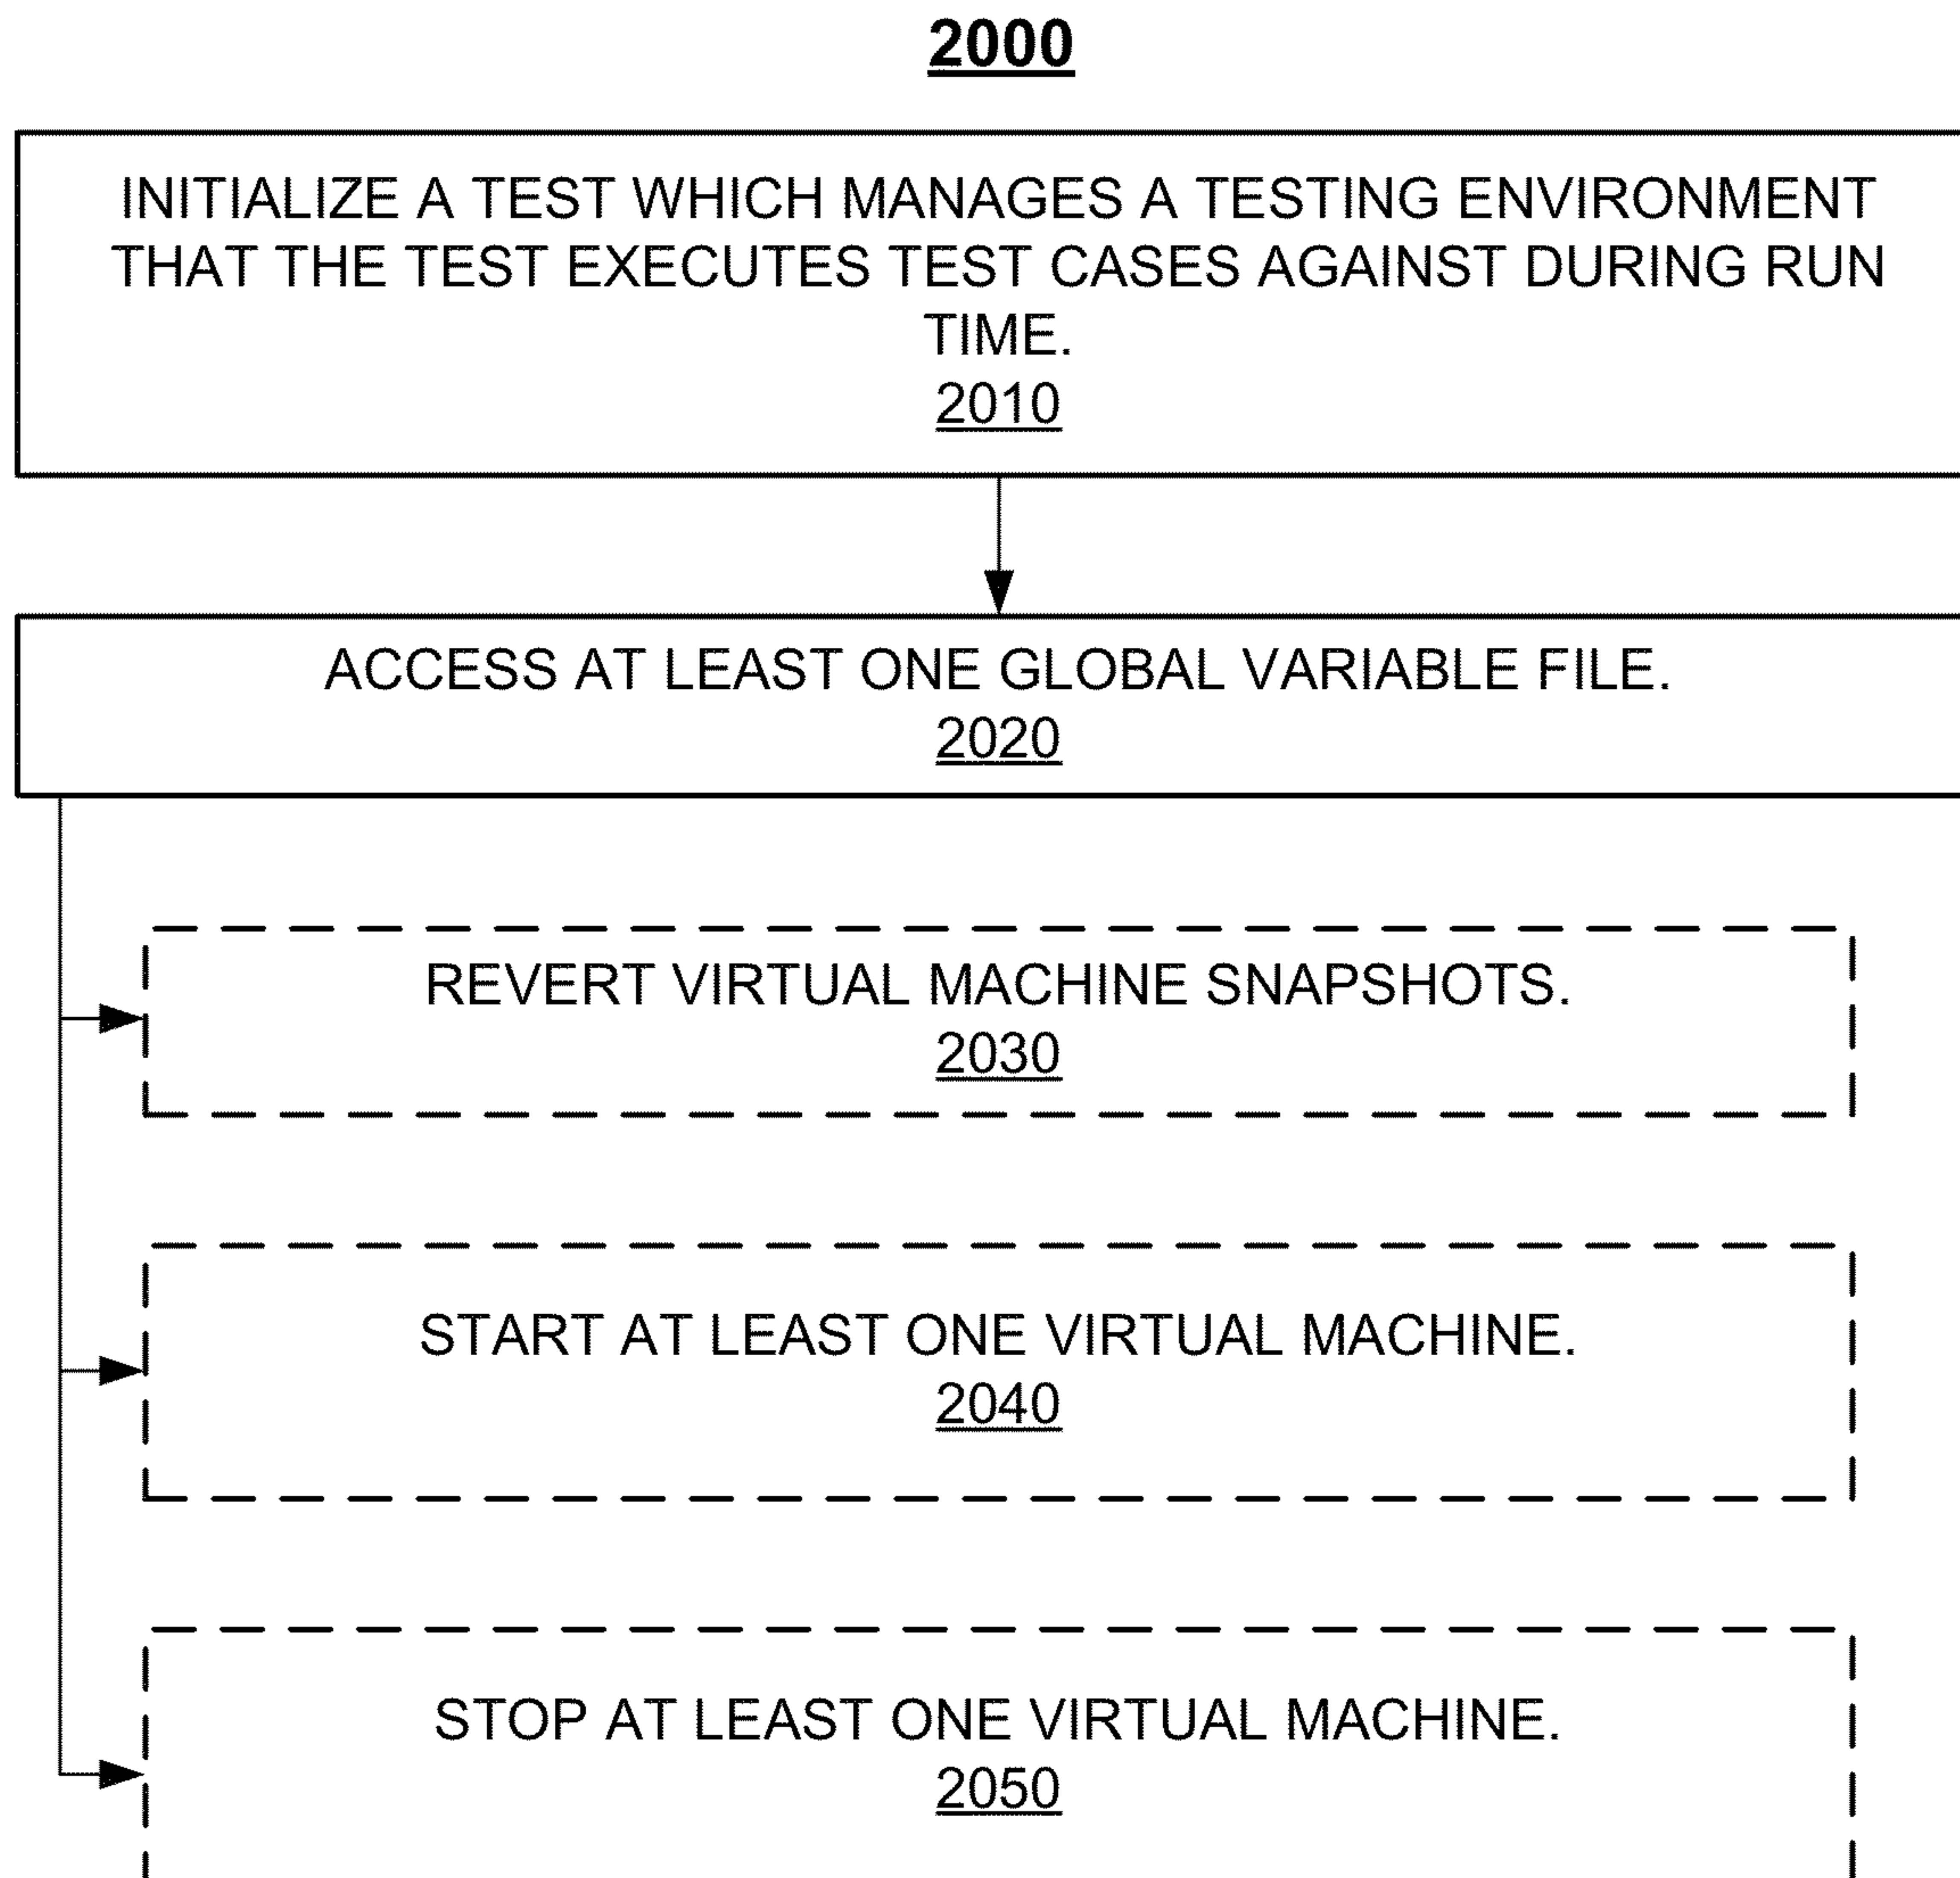 2000
INITIALIZE A TEST WHICH MANAGES A TESTING ENVIRONMENT
THAT THE TEST EXECUTES TEST CASES AGAINST DURING RUN
TIME.
2010
ACCESS AT LEAST ONE GLOBAL VARIABLE FILE.
2020
REVERT VIRTUAL MACHINE SNAPSHOTS.
2030
START AT LEAST ONE VIRTUAL MACHINE.
2040
STOP AT LEAST ONE VIRTUAL MACHINE.
2050